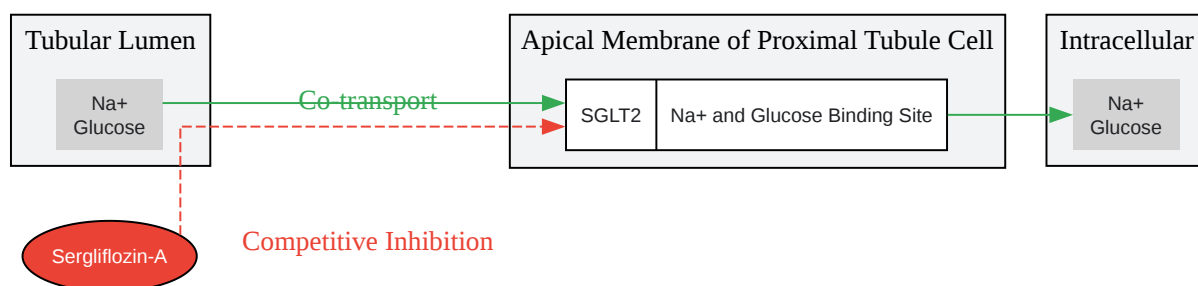 Tubular Lumen
Apical Membrane of Proximal Tubule Cell
Intracellular
Na+
Glucose
Co-transport
SGLT2
Na+ and Glucose Binding Site
Na+
Glucose
Sergliflozin-A
Competitive Inhibition